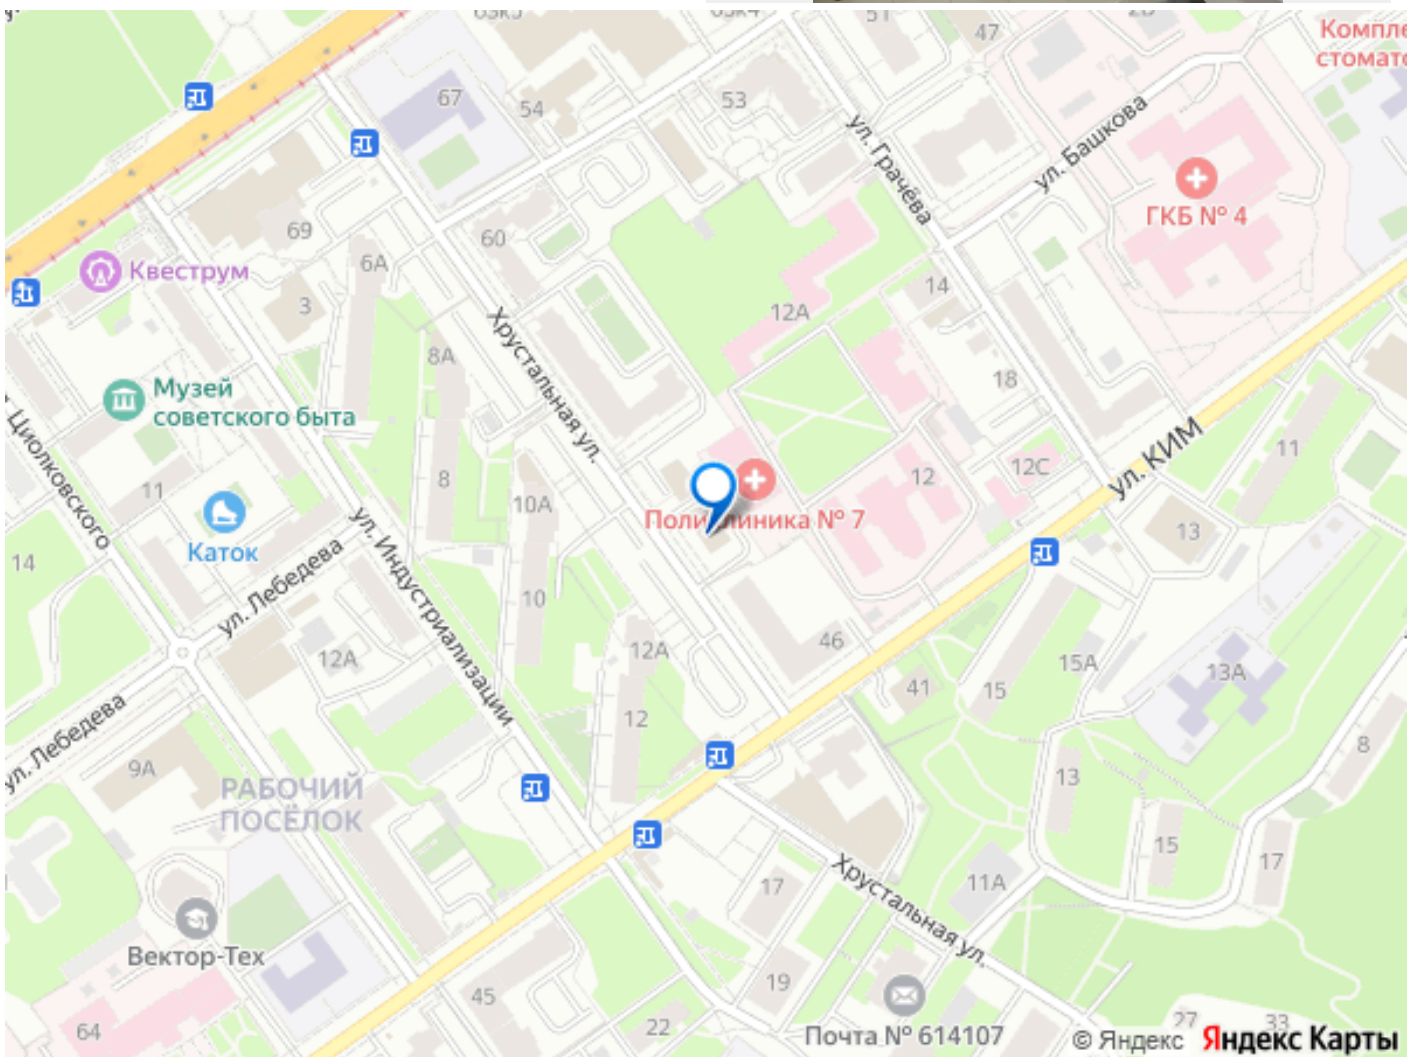 51
47
Компле
стомато
67
54
53
ул. Грачёва
ул. Башкова
ГКБ № 4
69
60
6А
Квеструм
3
14
12А
8А
Хрустальная ул.
18
Музей
советского быта
ул. КИМ
11
Циолковского
11
8
10А
12С
12
Поликлиника № 7
13
Каток
14
ул. Лебедева
ул. Индустриализации
10
12А
12А
46
15А
13А
41
15
12
ул. Лебедева
9А
8
13
РАБОЧИЙ
ПОСЁЛОК
15
17
17
Хрустальная ул.
11А
Вектор-Тех
19
45
64
22
Почта № 614107
27
33
© Яндекс Яндекс Карты